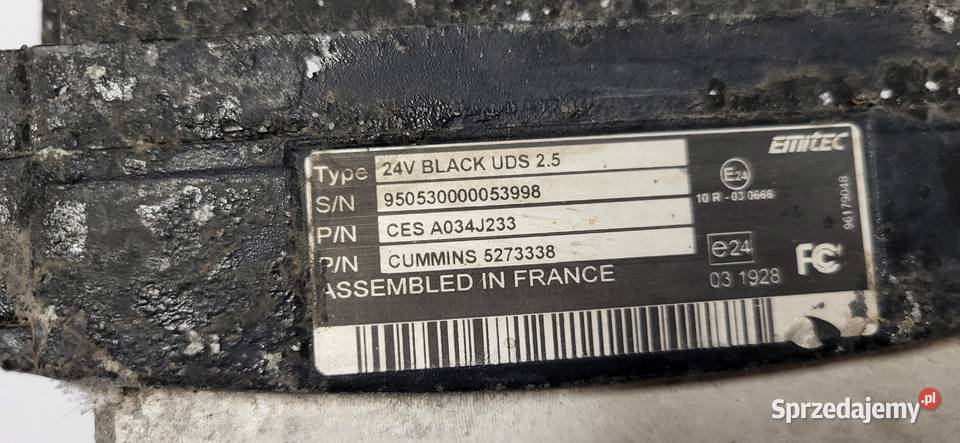 EMITEC
Type 24V BLACK UDS 2.5
S/N 950530000053998
E24
10 R - 03 0666
P/N CES A034J233
P/N CUMMINS 5273338
e24
FC
ASSEMBLED IN FRANCE
03 1928
9617904B
Sprzedajemy.pl